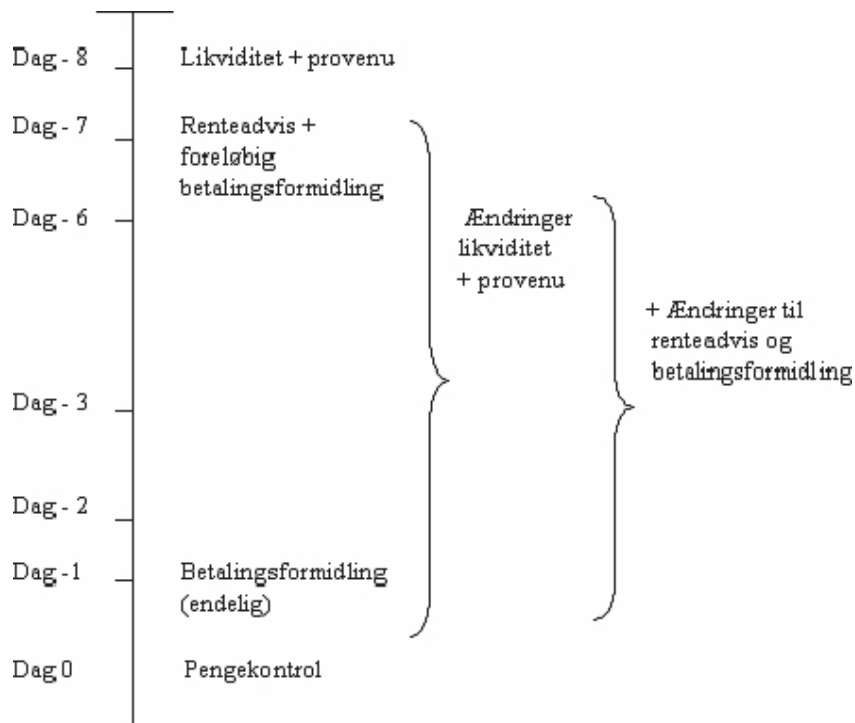 Dag - 8 Likviditet + provenu
Dag - 7 Renteadvis +
foreløbig
betalingsformidling
Dag - 6
Ændringer
likviditet
+ provenu
+ Ændringer til
renteadvis og
betalingsformidling
Dag - 3
Dag - 2
Dag -1 Betalingsformidling
(endelig)
Dag 0 Pengekontrol